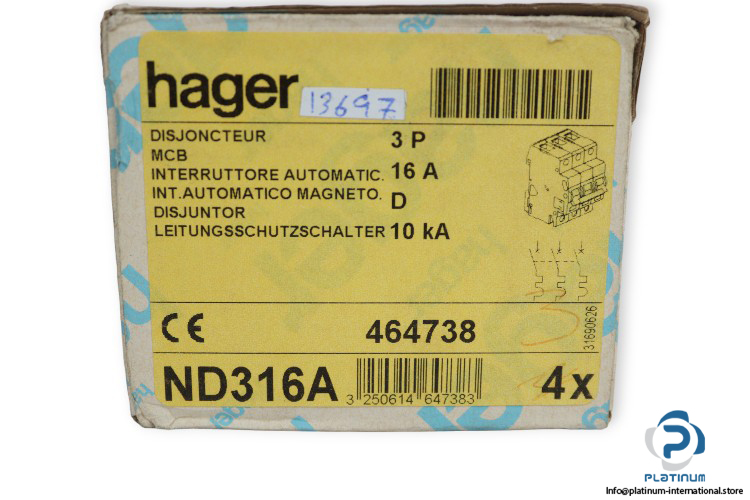 hager
13697
DISJONCTEUR 3 P
MCB
INTERRUTTORE AUTOMATIC. 16 A
INT.AUTOMATICO MAGNETO. D
DISJUNTOR
LEITUNGSSCHUTZSCHALTER 10 kA
CE 464738
31690626
ND316A 3 250614 647383 4x
PLATINUM
Info@platinum-international.store